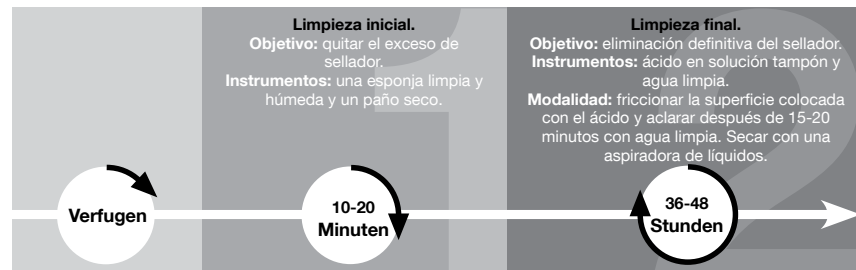 Limpieza inicial.
Objetivo: quitar el exceso de
sellador.
Instrumentos: una esponja limpia y
húmeda y un paño seco.
Limpieza final.
Objetivo: eliminación definitiva del sellador.
Instrumentos: ácido en solución tampón y
agua limpia.
Modalidad: friccionar la superficie colocada
con el ácido y aclarar después de 15-20
minutos con agua limpia. Secar con una
aspiradora de líquidos.
1
2
Verfugen
10-20
Minuten
36-48
Stunden